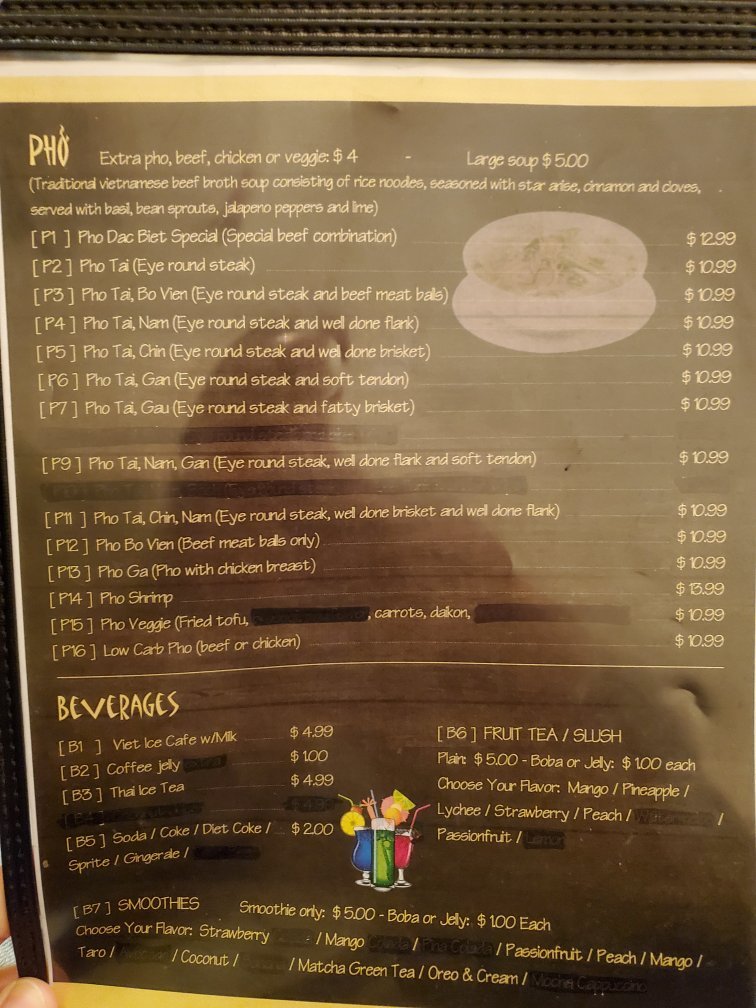 PHỞ Extra pho, beef, chicken or veggie: $ 4 - Large soup $ 5.00
(Traditional vietnamese beef broth soup consisting of rice noodles, seasoned with star anise, cinnamon and cloves,
served with basil, bean sprouts, jalapeno peppers and lime)
[ P1 ] Pho Dac Biet Special (Special beef combination) $ 12.99
[ P2 ] Pho Tai (Eye round steak) $ 10.99
[ P3 ] Pho Tai, Bo Vien (Eye round steak and beef meat balls) $ 10.99
[ P4 ] Pho Tai, Nam (Eye round steak and well done flank) $ 10.99
[ P5 ] Pho Tai, Chin (Eye round steak and well done brisket) $ 10.99
[ P6 ] Pho Tai, Gan (Eye round steak and soft tendon) $ 10.99
[ P7 ] Pho Tai, Gau (Eye round steak and fatty brisket) $ 10.99
[ P9 ] Pho Tai, Nam, Gan (Eye round steak, well done flank and soft tendon) $ 10.99
[ P11 ] Pho Tai, Chin, Nam (Eye round steak, well done brisket and well done flank) $ 10.99
[ P12 ] Pho Bo Vien (Beef meat balls only) $ 10.99
[ P13 ] Pho Ga (Pho with chicken breast) $ 10.99
[ P14 ] Pho Shrimp $ 13.99
[ P15 ] Pho Veggie (Fried tofu, , carrots, daikon, $ 10.99
[ P16 ] Low Carb Pho (beef or chicken) $ 10.99
BEVERAGES
[ B1 ] Viet Ice Cafe w/Milk $ 4.99
[ B2 ] Coffee jelly $ 1.00
[ B3 ] Thai Ice Tea $ 4.99
[ B5 ] Soda / Coke / Diet Coke / $ 2.00
Sprite / Gingerale /
[ B6 ] FRUIT TEA / SLUSH
Plain: $ 5.00 - Boba or Jelly: $ 1.00 each
Choose Your Flavor: Mango / Pineapple /
Lychee / Strawberry / Peach / /
Passionfruit / Lemon
[ B7 ] SMOOTHIES Smoothie only: $ 5.00 - Boba or Jelly: $ 1.00 Each
Choose Your Flavor: Strawberry / Mango / Pina Colada / Passionfruit / Peach / Mango /
Taro / / Coconut / / Matcha Green Tea / Oreo & Cream / Mocha Cappuccino